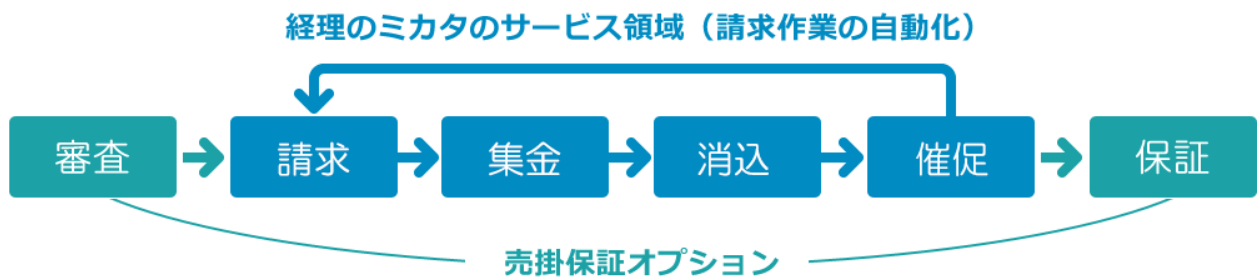 経理のミカタのサービス領域（請求作業の自動化）
審査
請求
集金
消込
催促
保証
売掛保証オプション